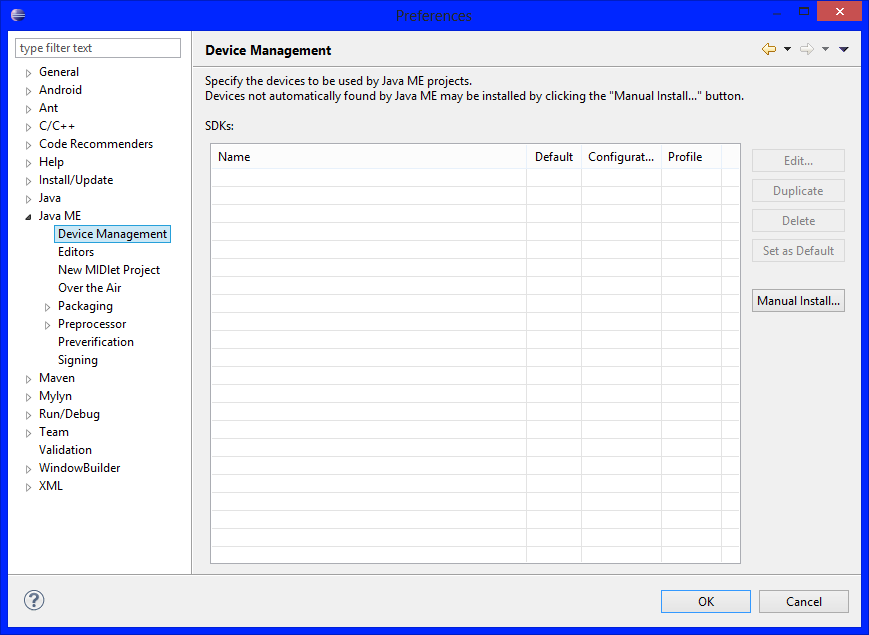 Preferences
type filter text
General
Android
Ant
C/C++
Code Recommenders
Help
Install/Update
Java
Java ME
Device Management
Editors
New MIDlet Project
Over the Air
Packaging
Preprocessor
Preverification
Signing
Maven
Mylyn
Run/Debug
Team
Validation
WindowBuilder
XML
Device Management
Specify the devices to be used by Java ME projects.
Devices not automatically found by Java ME may be installed by clicking the "Manual Install..." button.
SDKs:
Name Default Configurat... Profile
Edit...
Duplicate
Delete
Set as Default
Manual Install...
OK Cancel